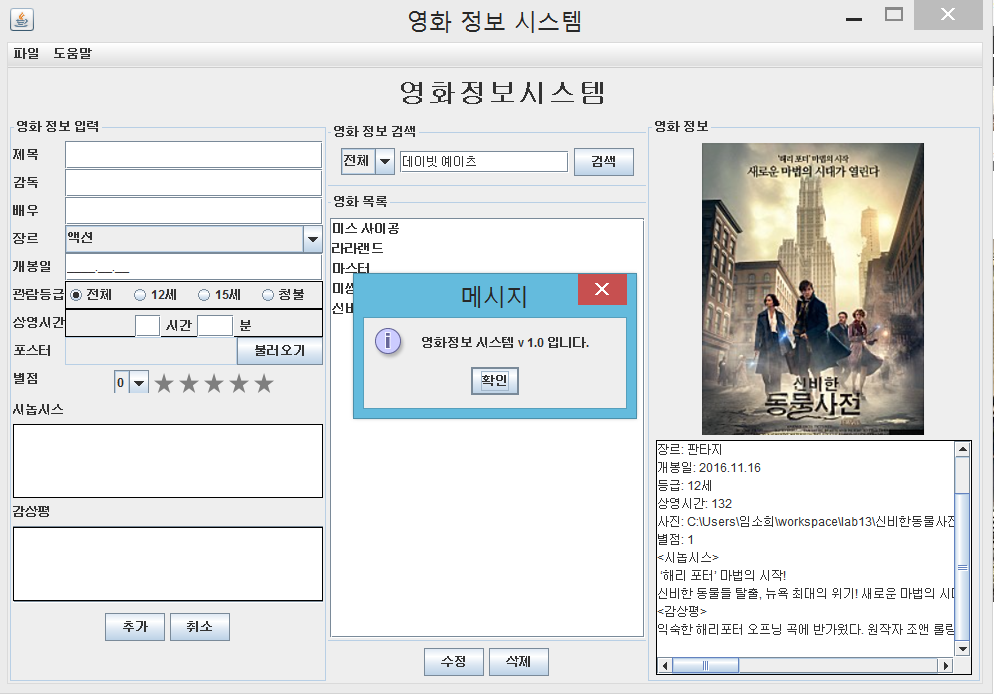 영화 정보 시스템
파일 도움말
영화정보시스템
영화 정보 입력
제목
감독
배우
장르 액션
개봉일 ____.__.__
관람등급 전체 12세 15세 청불
상영시간 시간 분
포스터 불러오기
별점 0 ★ ★ ★ ★ ★
시놉시스
감상평
추가 취소
영화 정보 검색
전체 데이빗 예이츠 검색
영화 목록
미스 사이공
라라랜드
마스터
수정 삭제
메시지
영화정보 시스템 v 1.0 입니다.
확인
영화 정보
'해리 포터' 마법의 시작
새로운 마법의 시대가 열린다
신비한
동물사전
장르: 판타지
개봉일: 2016.11.16
등급: 12세
상영시간: 132
사진: C:\Users\임소희\workspace\lab13\신비한동물사전
별점: 1
<시놉시스>
'해리 포터' 마법의 시작!
신비한 동물들 탈출, 뉴욕 최대의 위기! 새로운 마법의
<감상평>
익숙한 해리포터 오프닝 곡에 반가웠다. 원작자 조앤 롤링